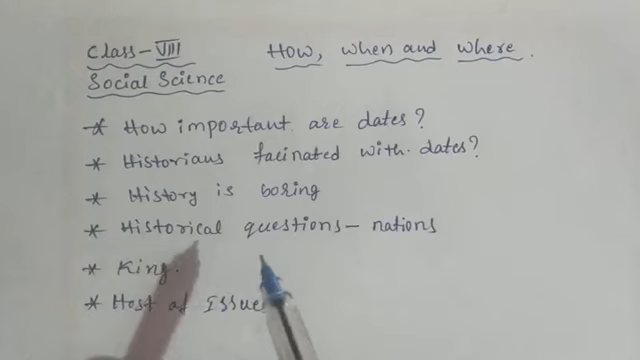 Class-VIII How, when and where.
Social Science
* How important are dates?
* Historians facinated with dates?
* History is boring
* Historical questions - nations
* King.
* Host of Issue